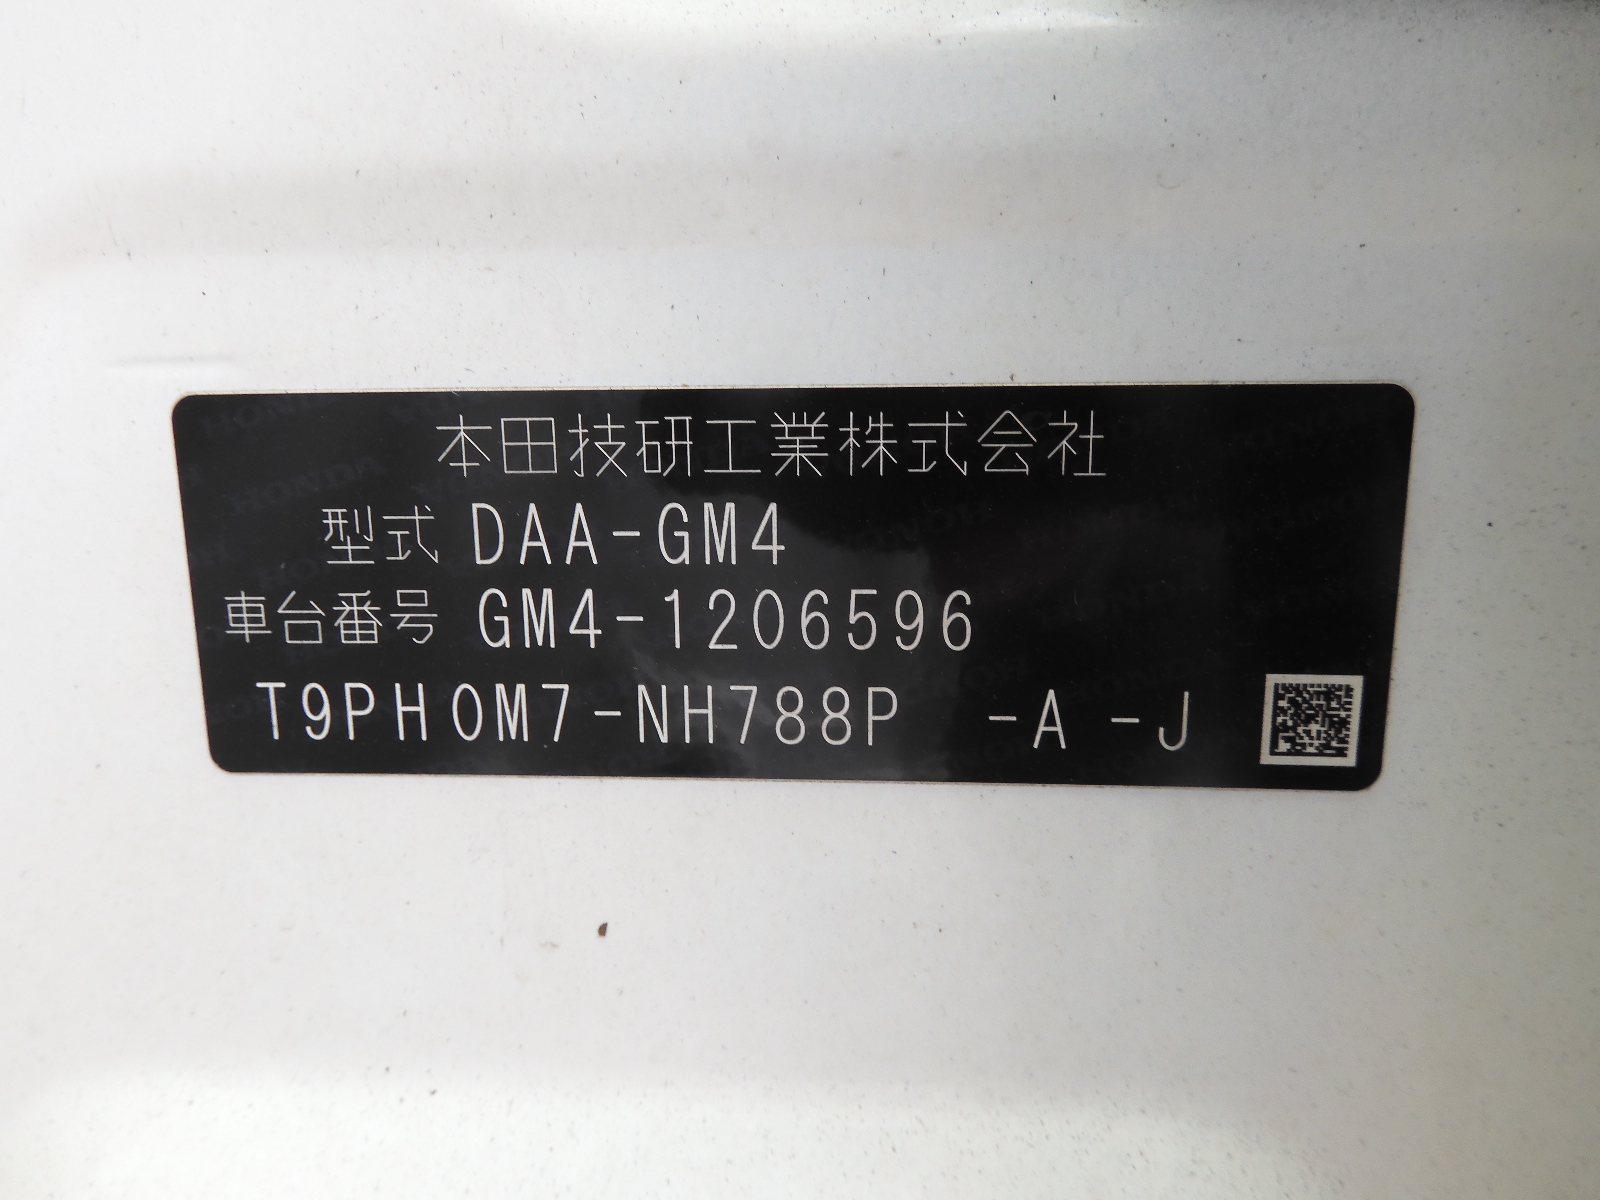 本田技研工業株式会社
型式 DAA-GM4
車台番号 GM4-1206596
T9PH0M7-NH788P -A -J